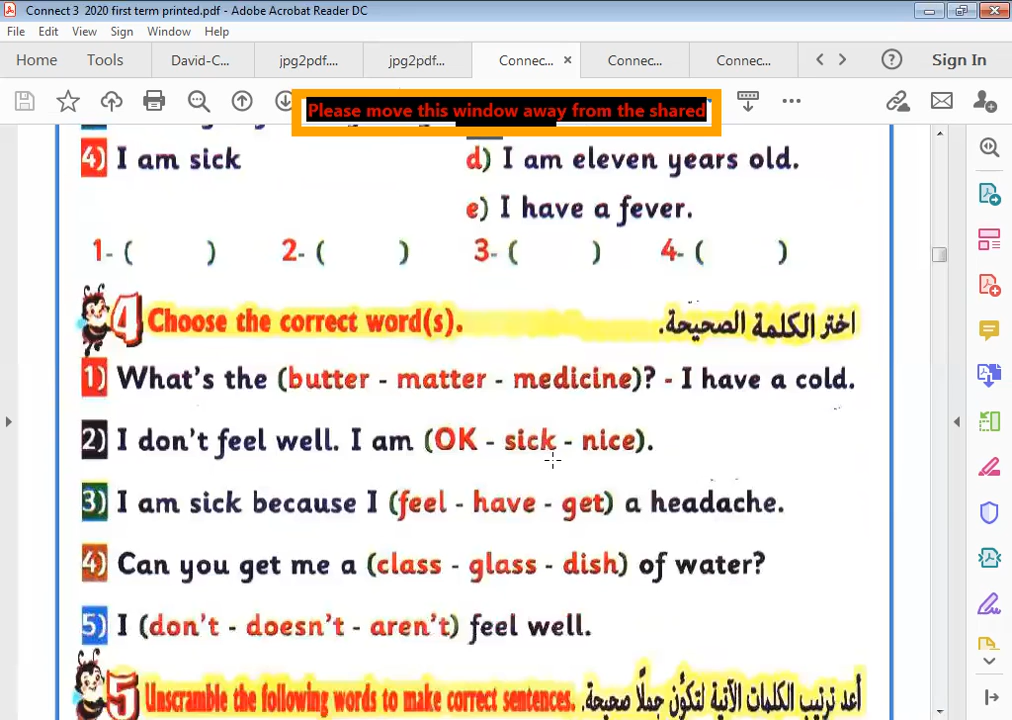 Connect 3 2020 first term printed.pdf - Adobe Acrobat Reader DC
File Edit View Sign Window Help
Home Tools David-C... jpg2pdf.... jpg2pdf.... Connec... × Connec... Connec... Sign In
Please move this window away from the shared
4) I am sick d) I am eleven years old.
e) I have a fever.
1- ( ) 2- ( ) 3- ( ) 4- ( )
4 Choose the correct word(s). اختر الكلمة الصحيحة.
1) What's the (butter - matter - medicine)? - I have a cold.
2) I don't feel well. I am (OK - sick - nice).
3) I am sick because I (feel - have - get) a headache.
4) Can you get me a (class - glass - dish) of water?
5) I (don't - doesn't - aren't) feel well.
5 Unscramble the following words to make correct sentences. أعد ترتيب الكلمات الآتية لتكوّن جملًا صحيحة.